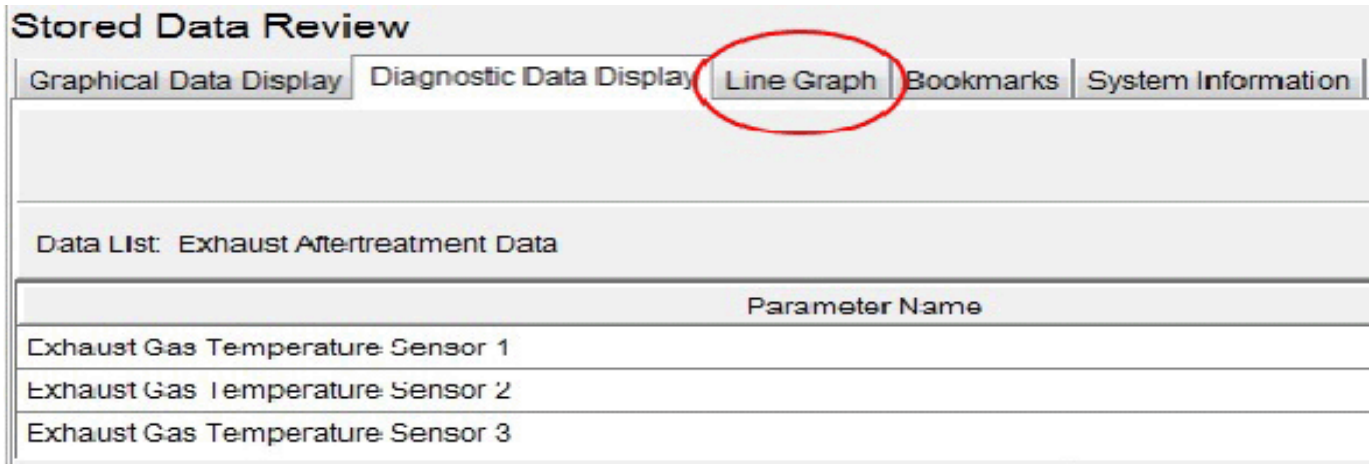 Stored Data Review
Graphical Data Display Diagnostic Data Display Line Graph Bookmarks System Information
Data List: Exhaust Aftertreatment Data
Parameter Name
Exhaust Gas Temperature Sensor 1
Exhaust Gas Temperature Sensor 2
Exhaust Gas Temperature Sensor 3